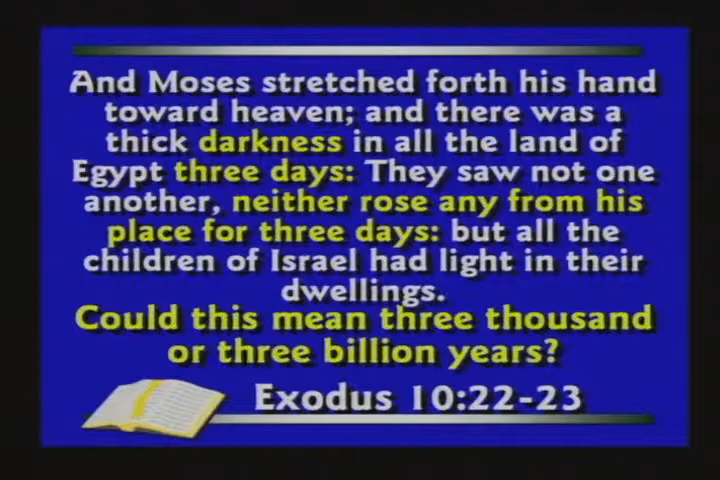 And Moses stretched forth his hand
toward heaven; and there was a
thick darkness in all the land of
Egypt three days: They saw not one
another, neither rose any from his
place for three days: but all the
children of Israel had light in their
dwellings.
Could this mean three thousand
or three billion years?
Exodus 10:22-23